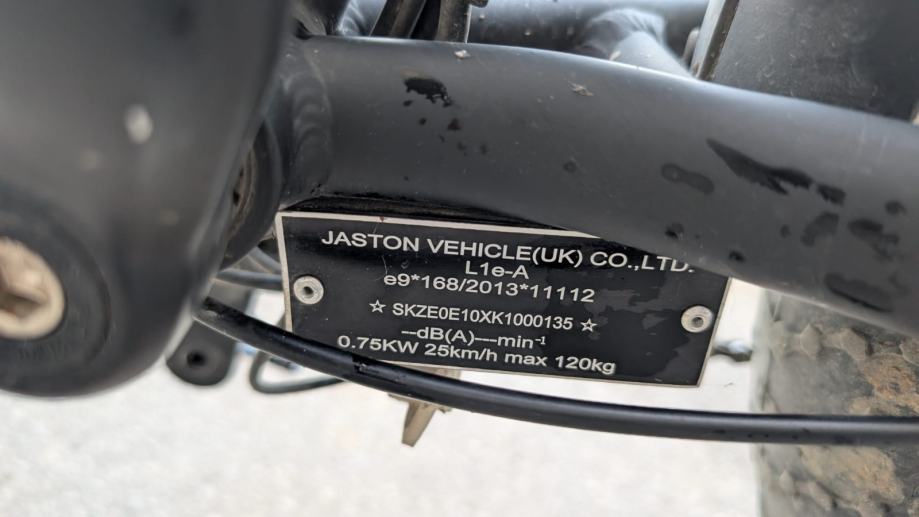 JASTON VEHICLE(UK) CO.,LTD.
L1e-A
e9*168/2013*11112
☆ SKZE0E10XK1000135 ☆
--dB(A)---min⁻¹
0.75KW 25km/h max 120kg